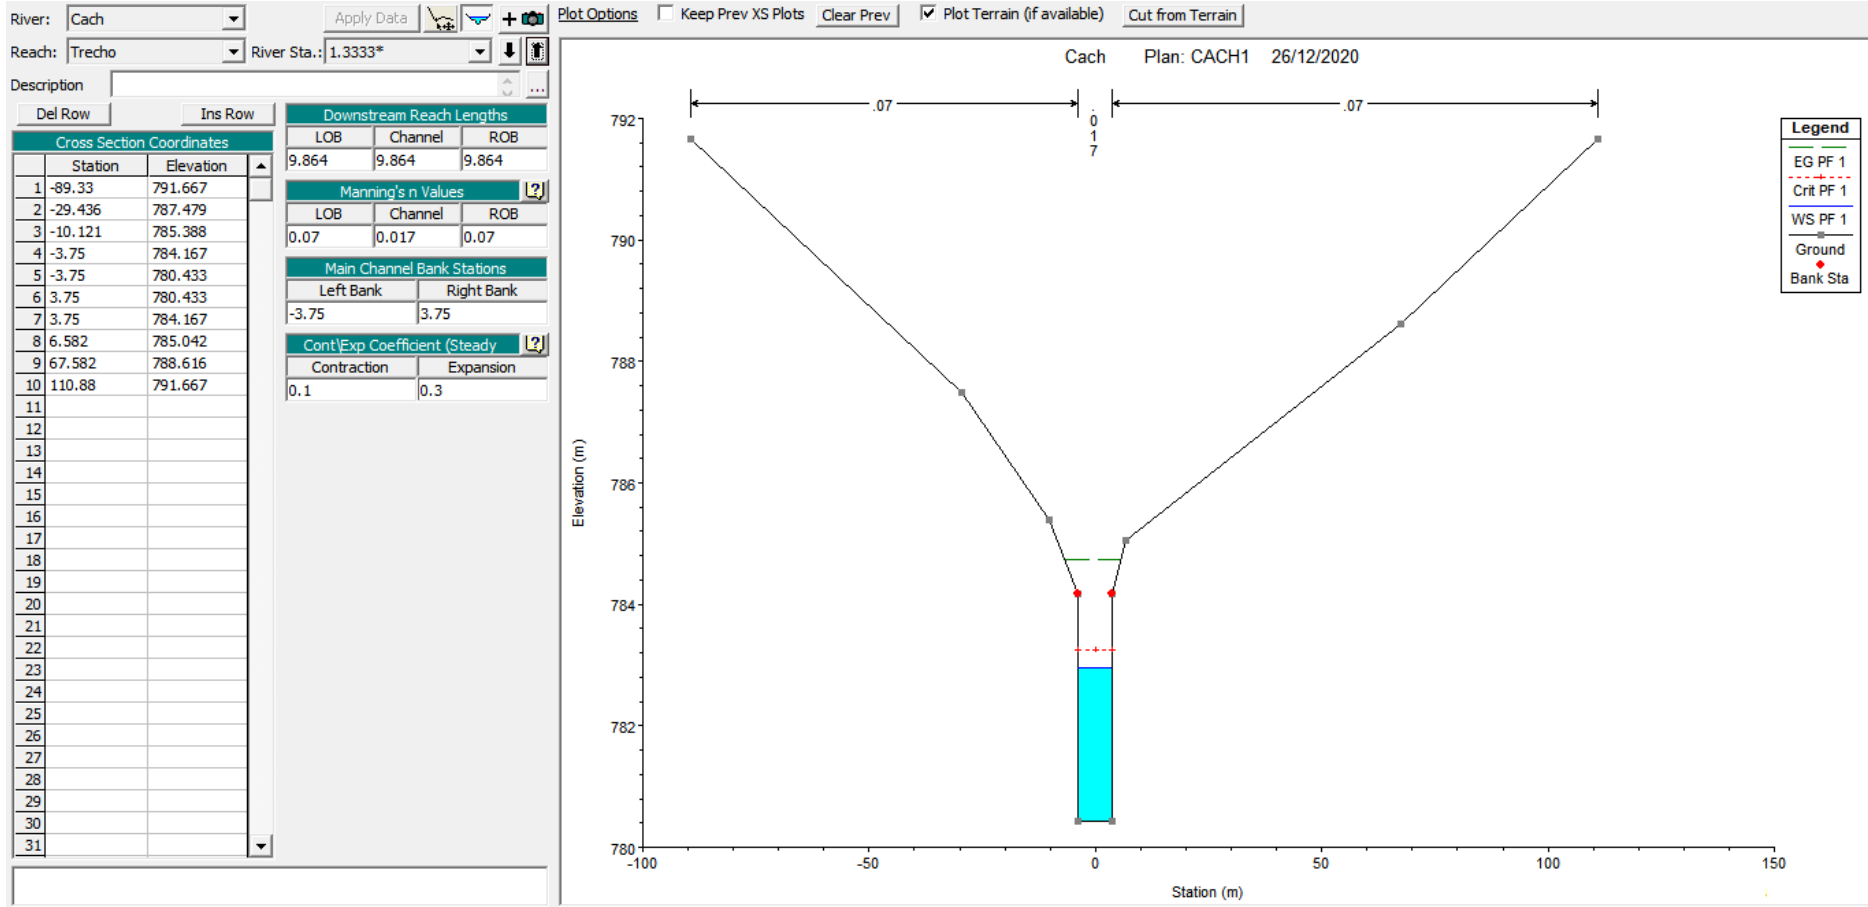 River: Cach Apply Data
Plot Options Keep Prev XS Plots Clear Prev Plot Terrain (if available) Cut from Terrain
Reach: Trecho River Sta.: 1.3333*
Description ...
Del Row Ins Row
Cross Section Coordinates
Station Elevation
1 -89.33 791.667
2 -29.436 787.479
3 -10.121 785.388
4 -3.75 784.167
5 -3.75 780.433
6 3.75 780.433
7 3.75 784.167
8 6.582 785.042
9 67.582 788.616
10 110.88 791.667
11
12
13
14
15
16
17
18
19
20
21
22
23
24
25
26
27
28
29
30
31
Downstream Reach Lengths
LOB Channel ROB
9.864 9.864 9.864
Manning's n Values
LOB Channel ROB
0.07 0.017 0.07
Main Channel Bank Stations
Left Bank Right Bank
-3.75 3.75
Cont\Exp Coefficient (Steady
Contraction Expansion
0.1 0.3
Cach Plan: CACH1 26/12/2020
.07 .017 .07
792
790
788
786
784
782
780
Elevation (m)
-100 -50 0 50 100 150
Station (m)
Legend
EG PF 1
Crit PF 1
WS PF 1
Ground
Bank Sta